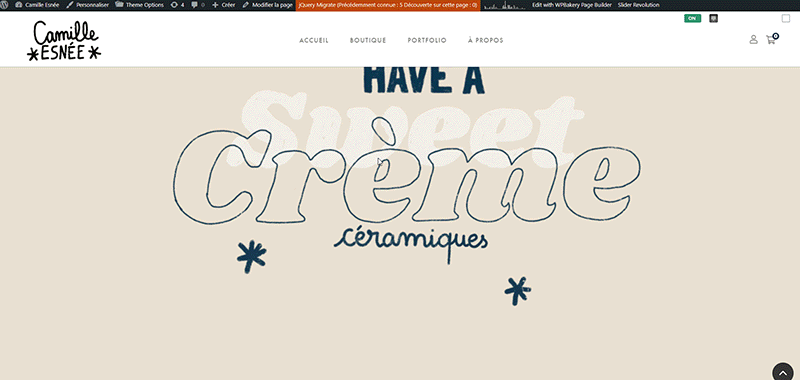 Camille Esnée Personnaliser Theme Options 4 0 Créer Modifier la page jQuery Migrate (Précédemment connue : 5 Découverte sur cette page : 0) Edit with WPBakery Page Builder Slider Revolution
ON
Camille
ESNÉE
ACCUEIL BOUTIQUE PORTFOLIO À PROPOS
0
HAVE A
Sweet
Crème
céramiques